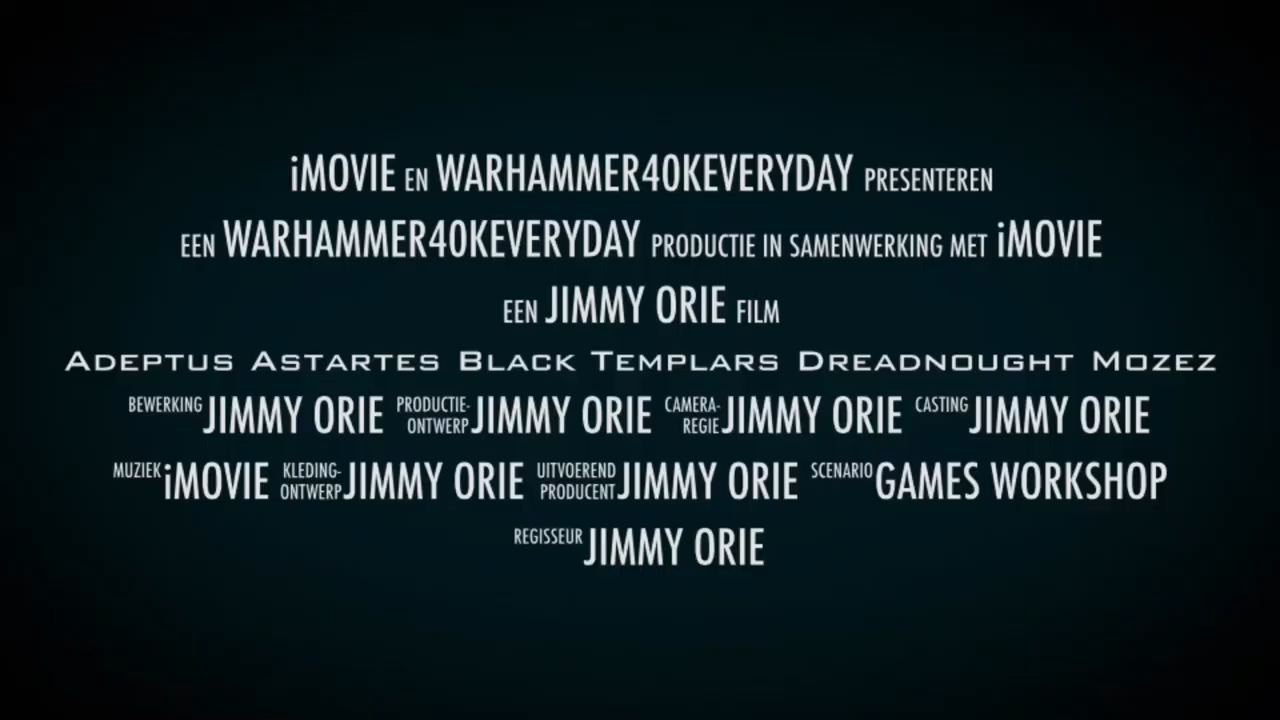 iMOVIE EN WARHAMMER40KEVERYDAY PRESENTEREN
EEN WARHAMMER40KEVERYDAY PRODUCTIE IN SAMENWERKING MET iMOVIE
EEN JIMMY ORIE FILM
ADEPTUS ASTARTES BLACK TEMPLARS DREADNOUGHT MOZEZ
BEWERKING JIMMY ORIE PRODUCTIE-ONTWERP JIMMY ORIE CAMERA-REGIE JIMMY ORIE CASTING JIMMY ORIE
MUZIEK iMOVIE KLEDING-ONTWERP JIMMY ORIE UITVOEREND PRODUCENT JIMMY ORIE SCENARIO GAMES WORKSHOP
REGISSEUR JIMMY ORIE